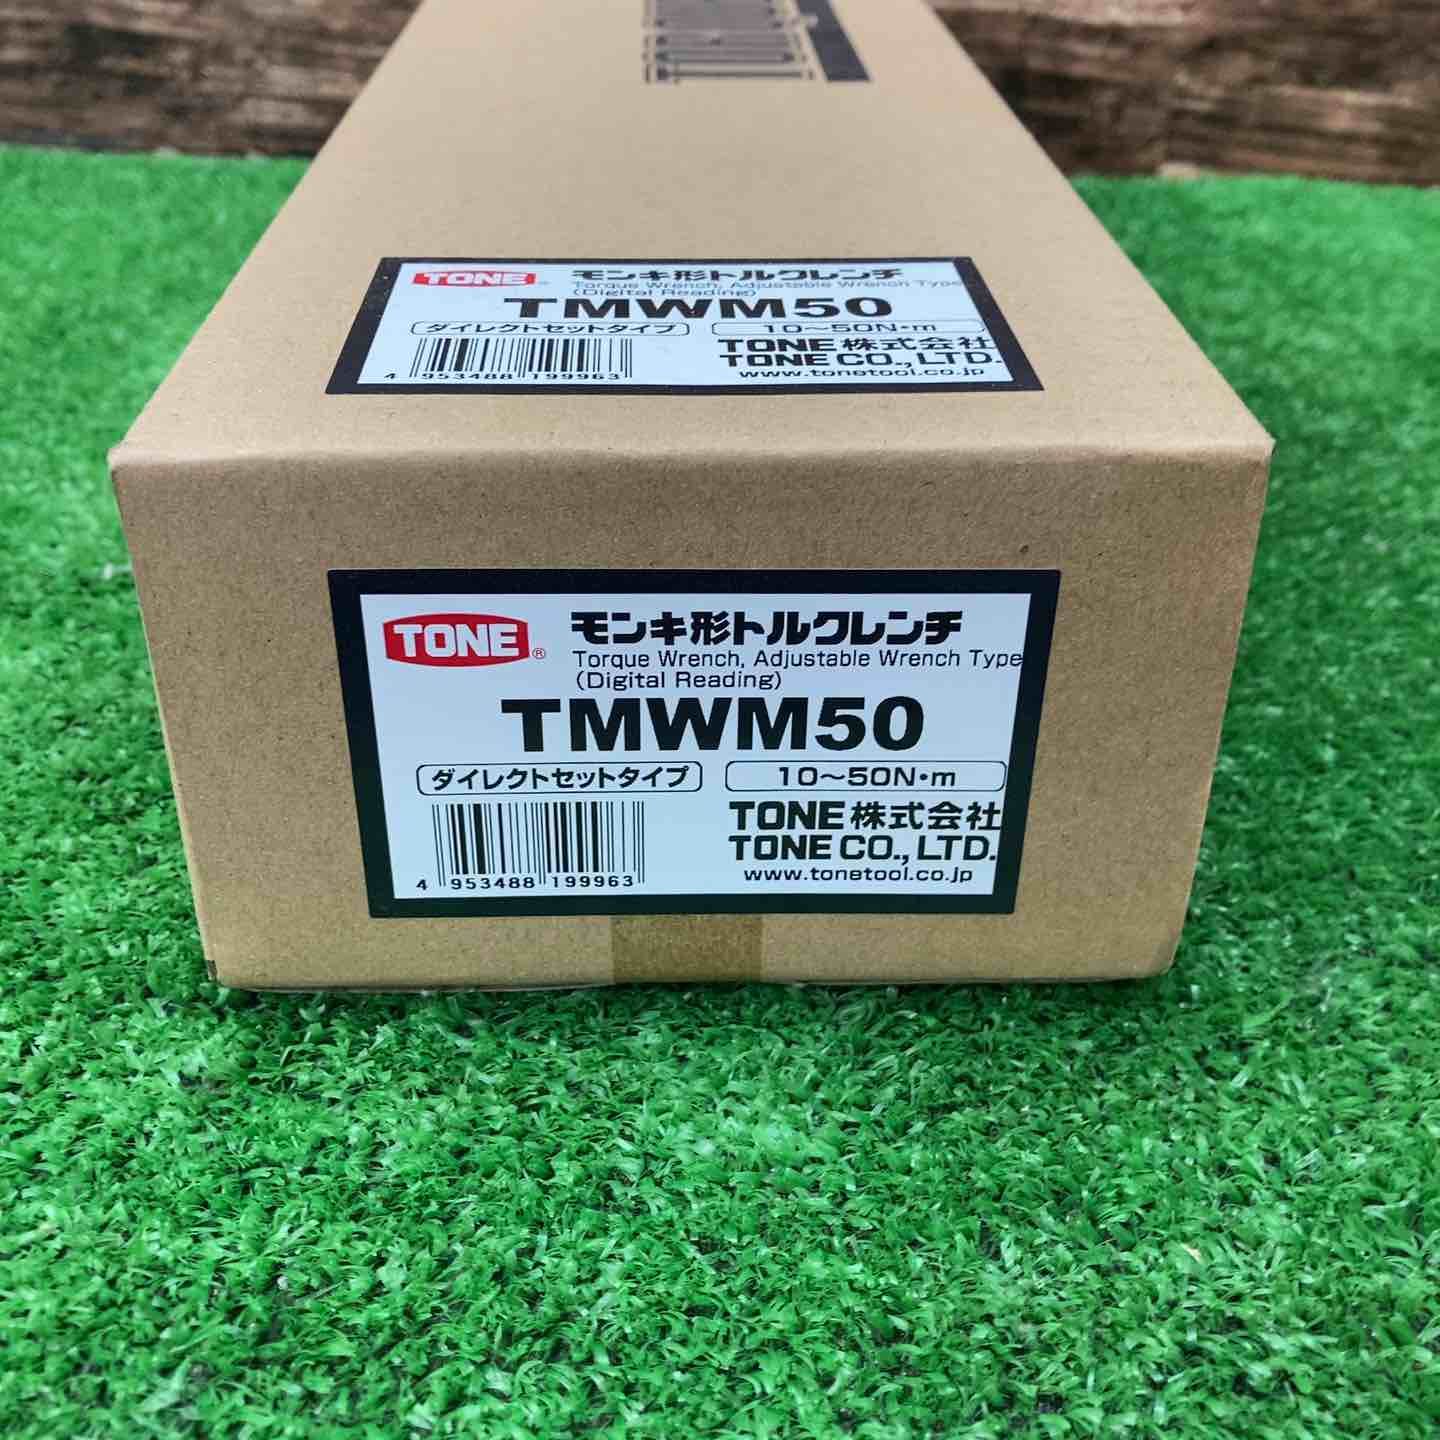 TONE® モンキ形トルクレンチ
Torque Wrench, Adjustable Wrench Type
(Digital Reading)
TMWM50
ダイレクトセットタイプ 10〜50N・m
TONE株式会社
TONE CO., LTD.
www.tonetool.co.jp
4 953488 199963
TONE® モンキ形トルクレンチ
Torque Wrench, Adjustable Wrench Type
(Digital Reading)
TMWM50
ダイレクトセットタイプ 10〜50N・m
TONE株式会社
TONE CO., LTD.
www.tonetool.co.jp
4 953488 199963